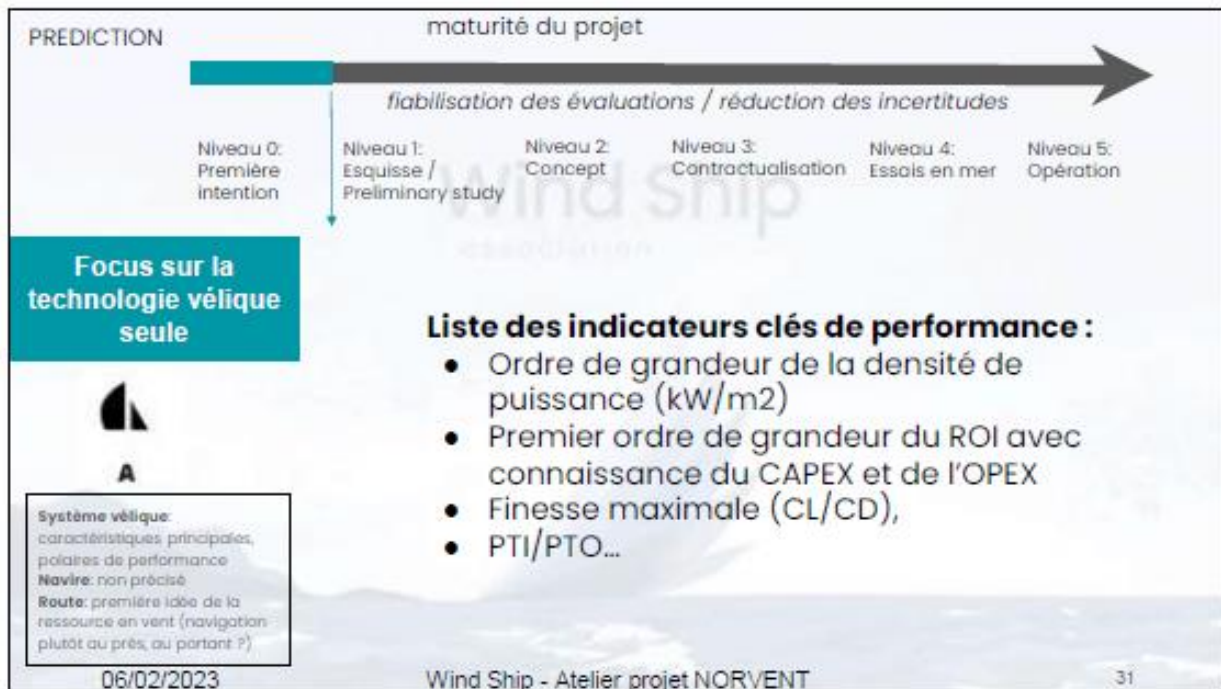 PREDICTION
maturité du projet
fiabilisation des évaluations / réduction des incertitudes
Niveau 0:
Première
intention
Niveau 1:
Esquisse /
Preliminary study
Niveau 2:
Concept
Niveau 3:
Contractualisation
Niveau 4:
Essais en mer
Niveau 5:
Opération
Wind Ship
association
Focus sur la
technologie vélique
seule
A
Système vélique:
caractéristiques principales,
polaires de performance
Navire: non précisé
Route: première idée de la
ressource en vent (navigation
plutôt au près, au portant ?)
Liste des indicateurs clés de performance :
● Ordre de grandeur de la densité de
puissance (kW/m2)
● Premier ordre de grandeur du ROI avec
connaissance du CAPEX et de l'OPEX
● Finesse maximale (CL/CD),
● PTI/PTO...
06/02/2023
Wind Ship - Atelier projet NORVENT
31